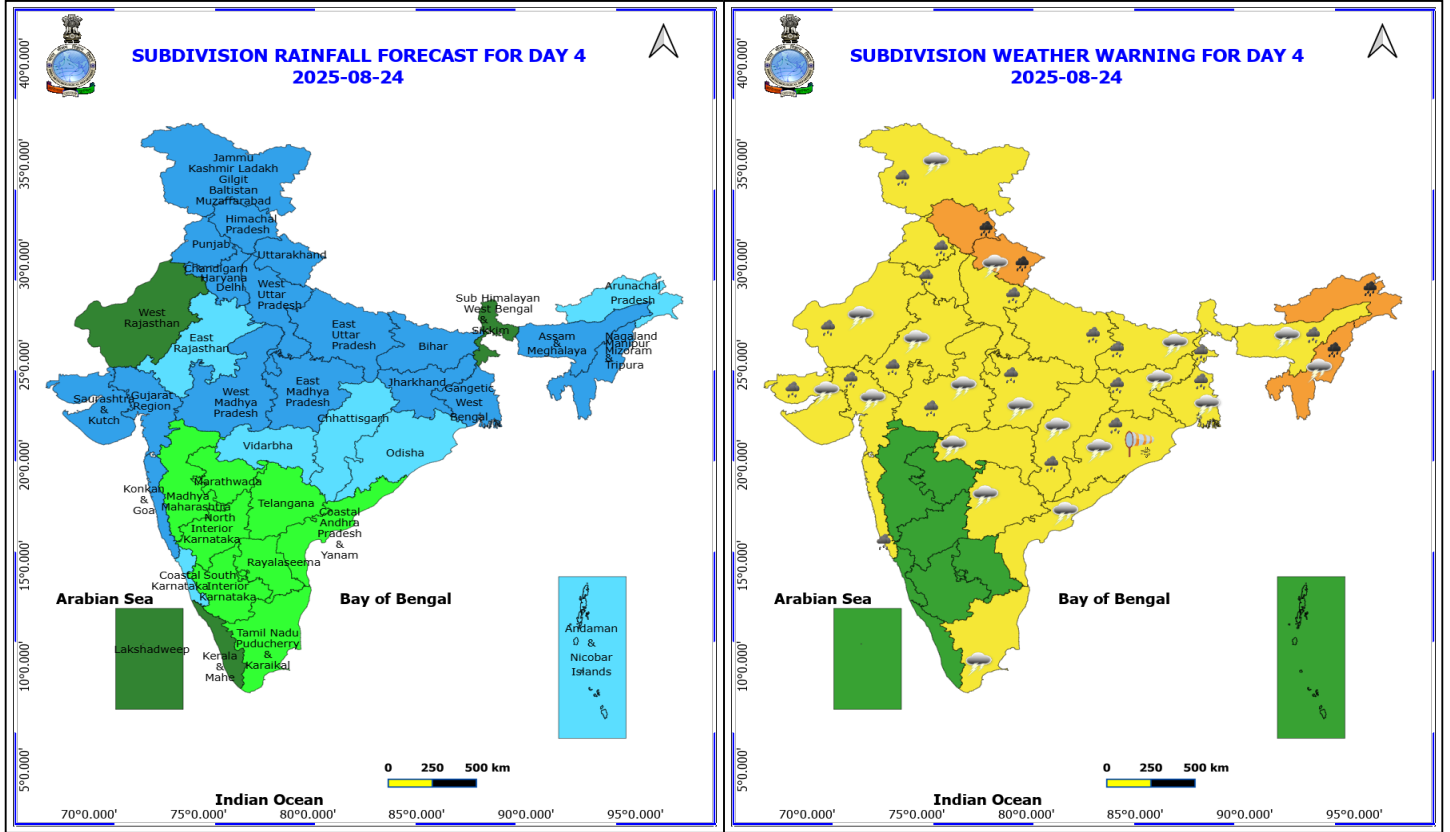 SUBDIVISION RAINFALL FORECAST FOR DAY 4
2025-08-24
40°0.000'
35°0.000'
30°0.000'
25°0.000'
20°0.000'
15°0.000'
10°0.000'
5°0.000'
Jammu
Kashmir Ladakh
Gilgit
Baltistan
Muzaffarabad
Himachal
Pradesh
Punjab
Uttarakhand
Chandigarh
Haryana
Delhi
West
Uttar
Pradesh
West
Rajasthan
East
Rajasthan
East
Uttar
Pradesh
Bihar
Sub Himalayan
West Bengal
&
Sikkim
Arunachal
Pradesh
Assam
&
Meghalaya
Nagaland
Manipur
Mizoram
&
Tripura
Saurashtra
&
Kutch
Gujarat
Region
West
Madhya
Pradesh
East
Madhya
Pradesh
Jharkhand
Gangetic
West
Bengal
Chhattisgarh
Vidarbha
Odisha
Konkan
&
Goa
Madhya
Maharashtra
Marathwada
Telangana
North
Interior
Karnataka
Coastal
Andhra
Pradesh
&
Yanam
Rayalaseema
Coastal
Karnataka
South
Interior
Karnataka
Arabian Sea
Bay of Bengal
Lakshadweep
Kerala
&
Mahe
Tamil Nadu
Puducherry
&
Karaikal
Andaman
&
Nicobar
Islands
0 250 500 km
Indian Ocean
70°0.000' 75°0.000' 80°0.000' 85°0.000' 90°0.000' 95°0.000'
SUBDIVISION WEATHER WARNING FOR DAY 4
2025-08-24
40°0.000'
35°0.000'
30°0.000'
25°0.000'
20°0.000'
15°0.000'
10°0.000'
5°0.000'
Arabian Sea
Bay of Bengal
0 250 500 km
Indian Ocean
70°0.000' 75°0.000' 80°0.000' 85°0.000' 90°0.000' 95°0.000'